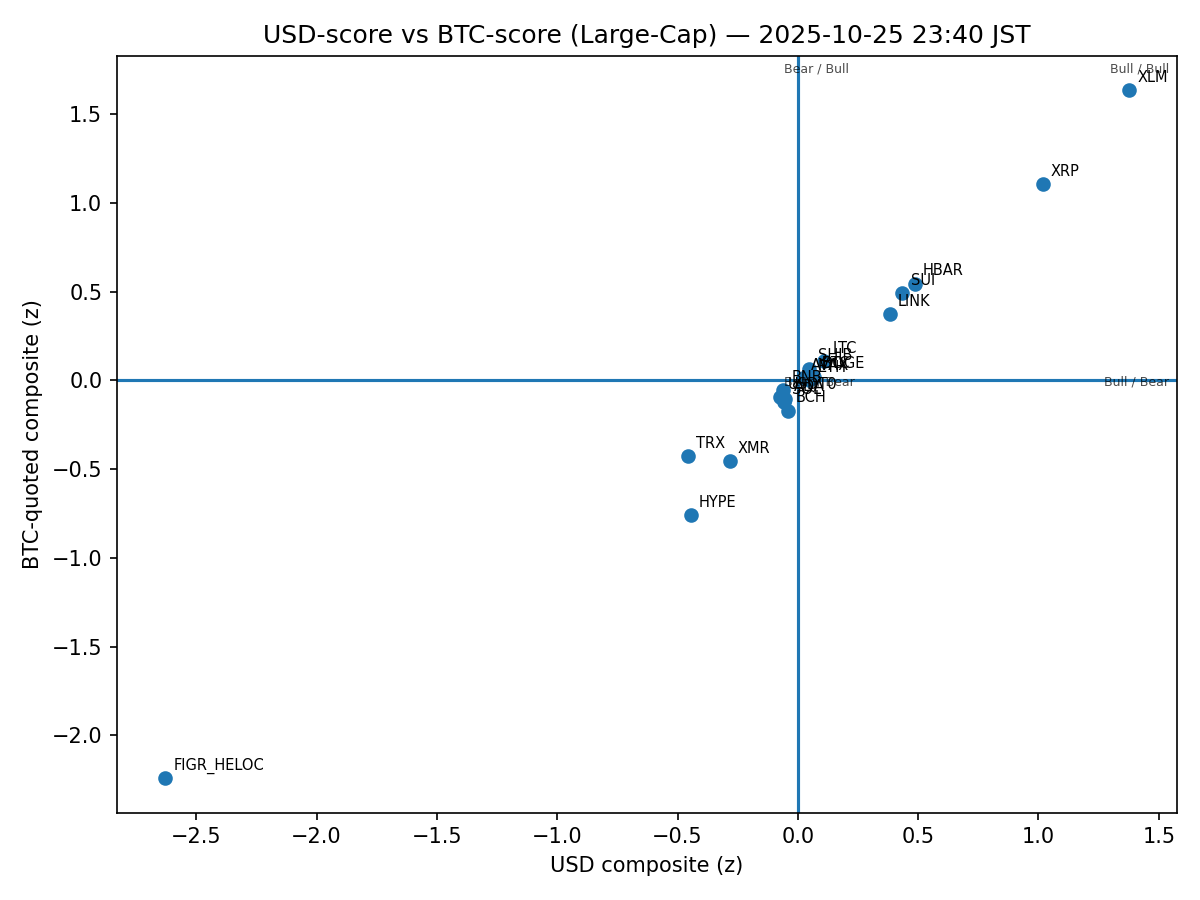 USD-score vs BTC-score (Large-Cap) — 2025-10-25 23:40 JST
Bear / Bull
Bull / Bull
XLM
XRP
HBAR
SUI
LINK
LTC
SHIB
BNB
BCH
Bull / Bear
TRX
XMR
HYPE
FIGR_HELOC
1.5
1.0
0.5
0.0
−0.5
−1.0
−1.5
−2.0
BTC-quoted composite (z)
−2.5
−2.0
−1.5
−1.0
−0.5
0.0
0.5
1.0
1.5
USD composite (z)